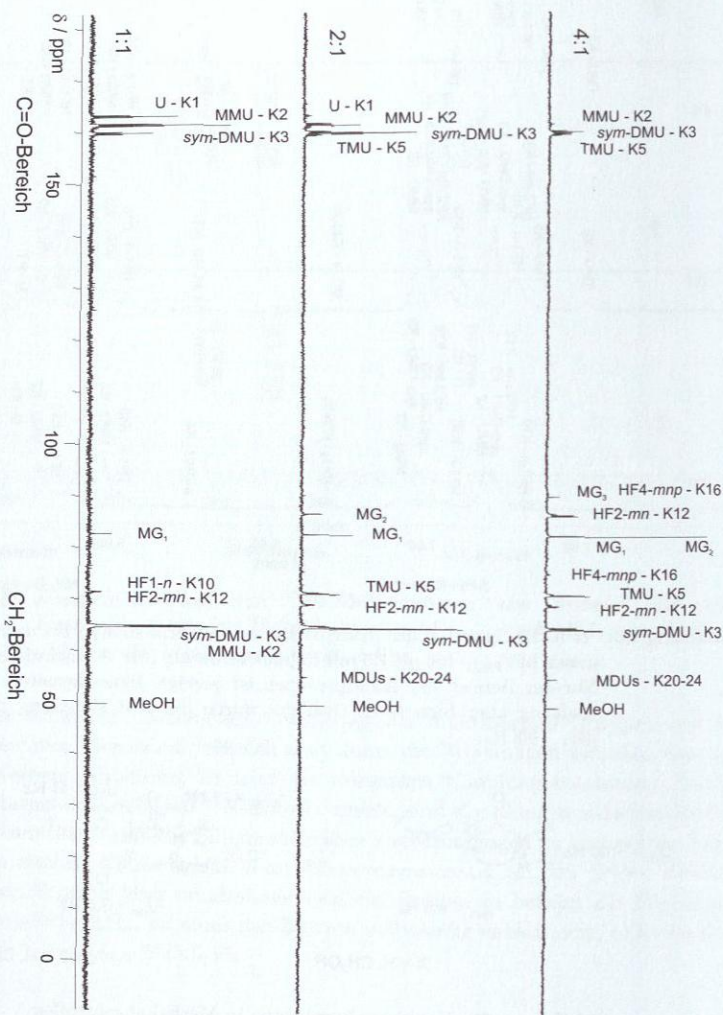 4:1
MMU - K2
sym-DMU - K3
TMU - K5
MG₃
HF4-mnp - K16
HF2-mn - K12
MG₁
MG₂
HF4-mnp - K16
TMU - K5
HF2-mn - K12
sym-DMU - K3
MDUs - K20-24
MeOH
2:1
U - K1
MMU - K2
sym-DMU - K3
TMU - K5
MG₂
MG₁
TMU - K5
HF2-mn - K12
sym-DMU - K3
MDUs - K20-24
MeOH
1:1
U - K1
MMU - K2
sym-DMU - K3
MG₁
HF1-n - K10
HF2-mn - K12
sym-DMU - K3
MMU - K2
MeOH
δ / ppm
150
100
50
0
C=O-Bereich
CH₂-Bereich